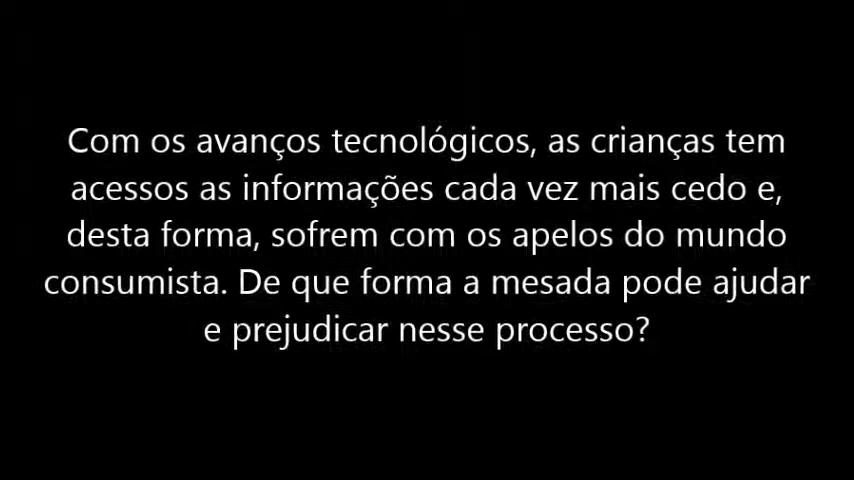 Com os avanços tecnológicos, as crianças tem
acessos as informações cada vez mais cedo e,
desta forma, sofrem com os apelos do mundo
consumista. De que forma a mesada pode ajudar
e prejudicar nesse processo?